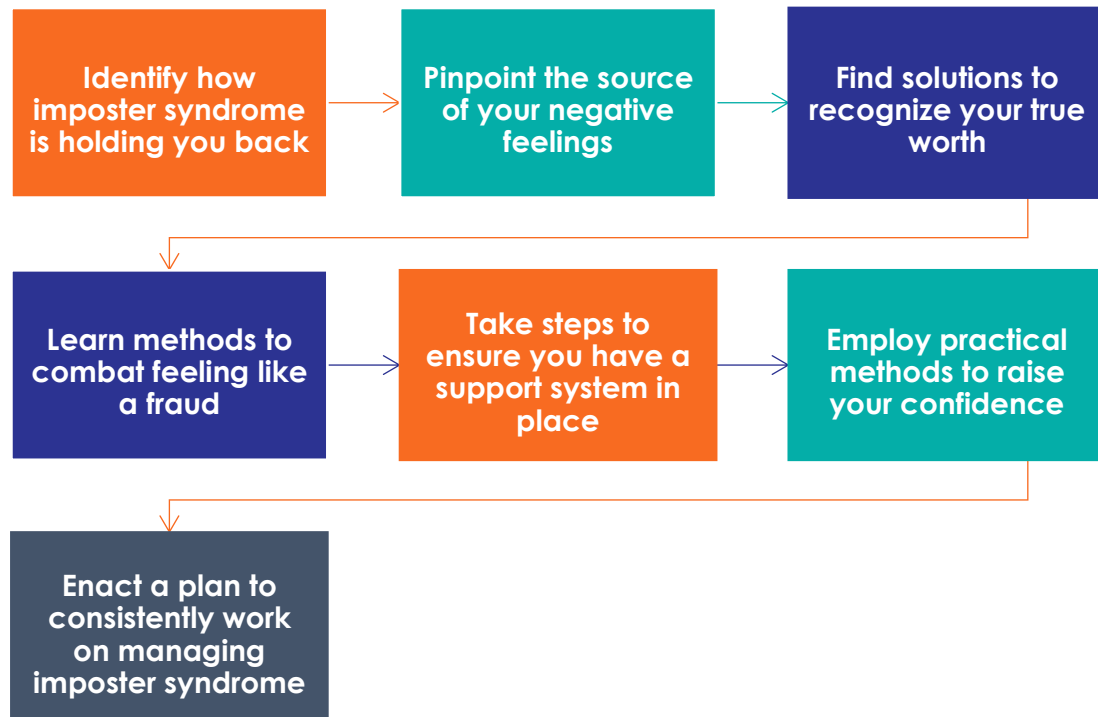 Identify how
imposter syndrome
is holding you back
Pinpoint the source
of your negative
feelings
Find solutions to
recognize your true
worth
Learn methods to
combat feeling like
a fraud
Take steps to
ensure you have a
support system in
place
Employ practical
methods to raise
your confidence
Enact a plan to
consistently work
on managing
imposter syndrome